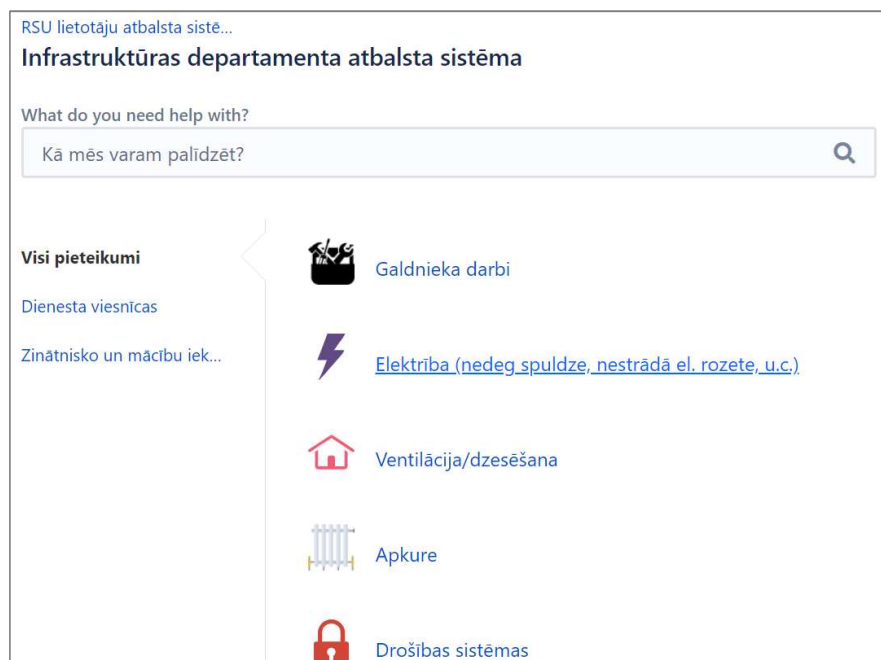 RSU lietotāju atbalsta sistē...
Infrastruktūras departamenta atbalsta sistēma
What do you need help with?
Kā mēs varam palīdzēt?
Visi pieteikumi
Dienesta viesnīcas
Zinātnisko un mācību iek...
Galdnieka darbi
Elektrība (nedeg spuldze, nestrādā el. rozete, u.c.)
Ventilācija/dzesēšana
Apkure
Drošības sistēmas